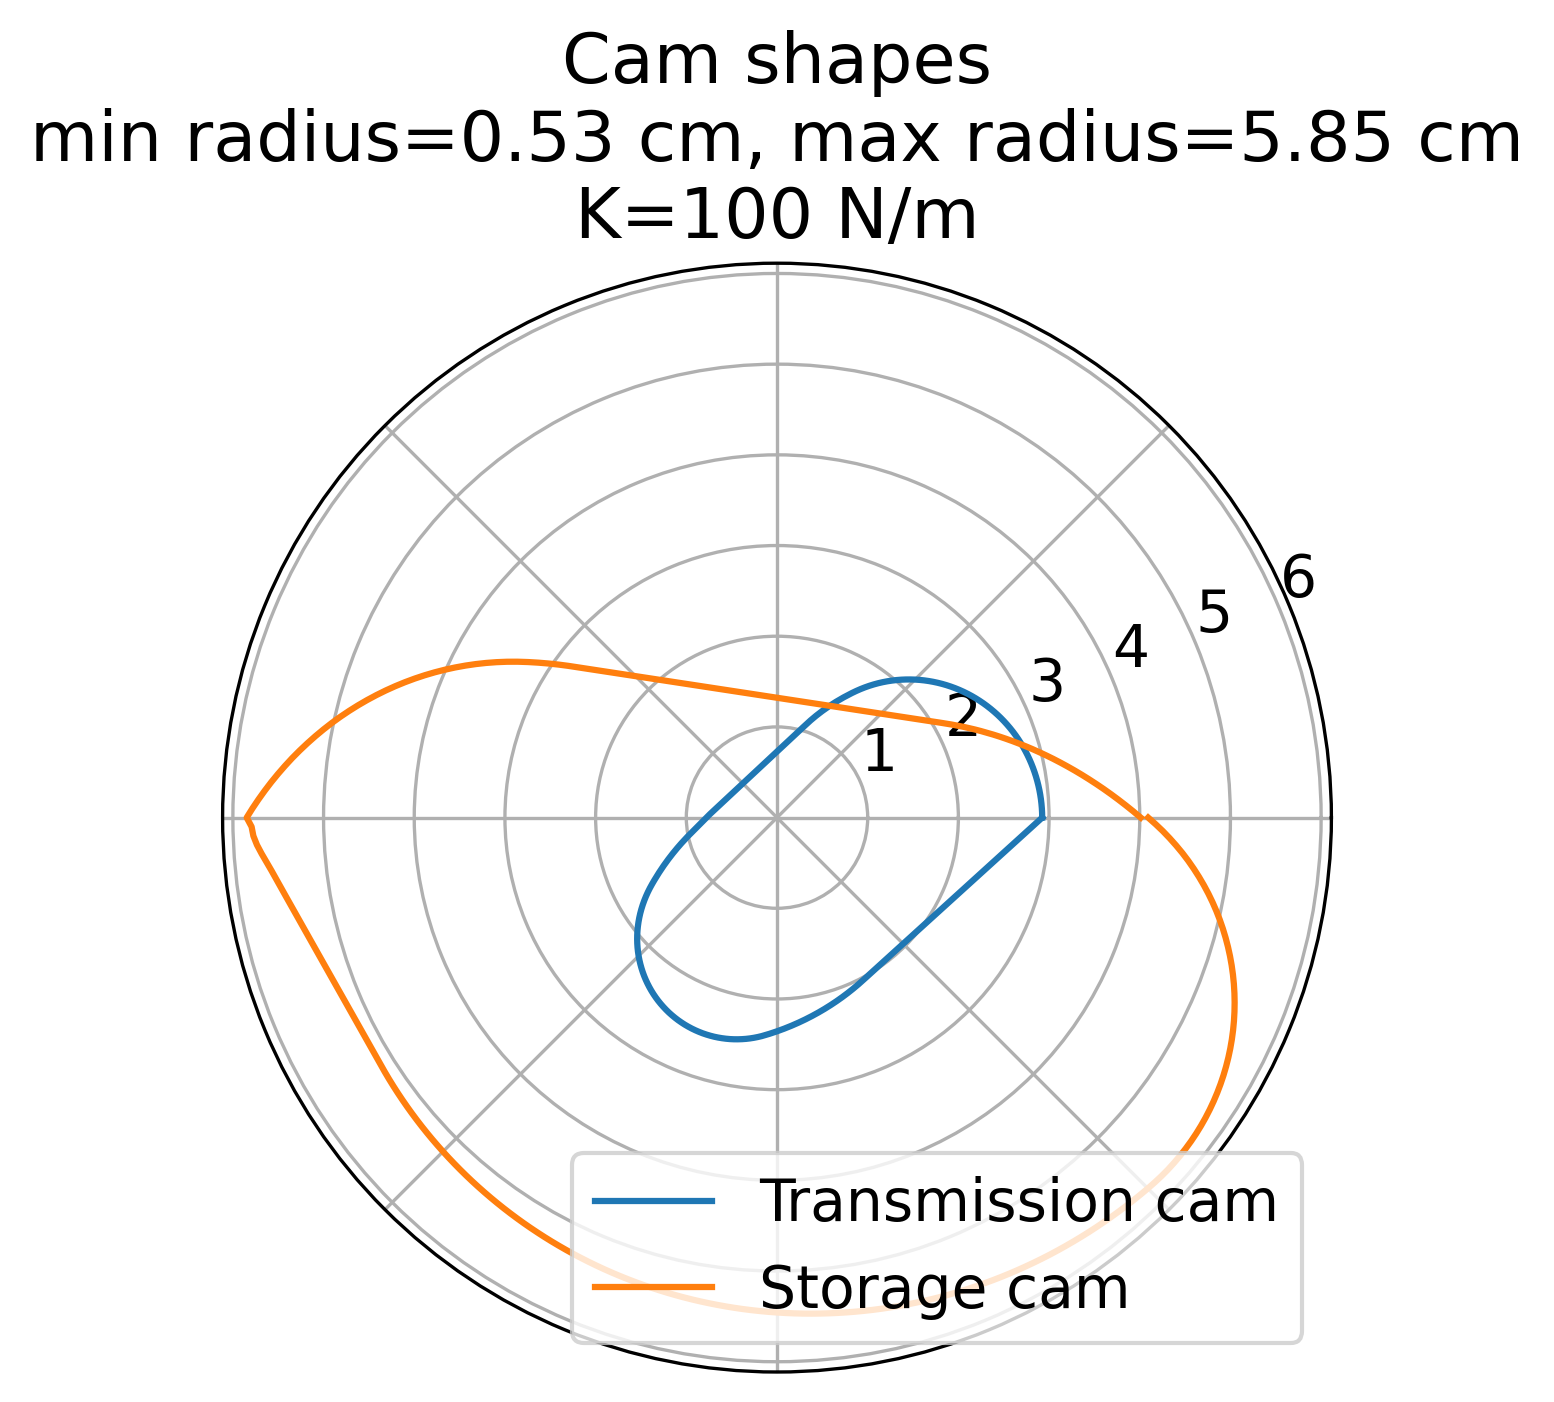 Cam shapes
min radius=0.53 cm, max radius=5.85 cm
K=100 N/m
6
5
4
3
2
1
Transmission cam
Storage cam